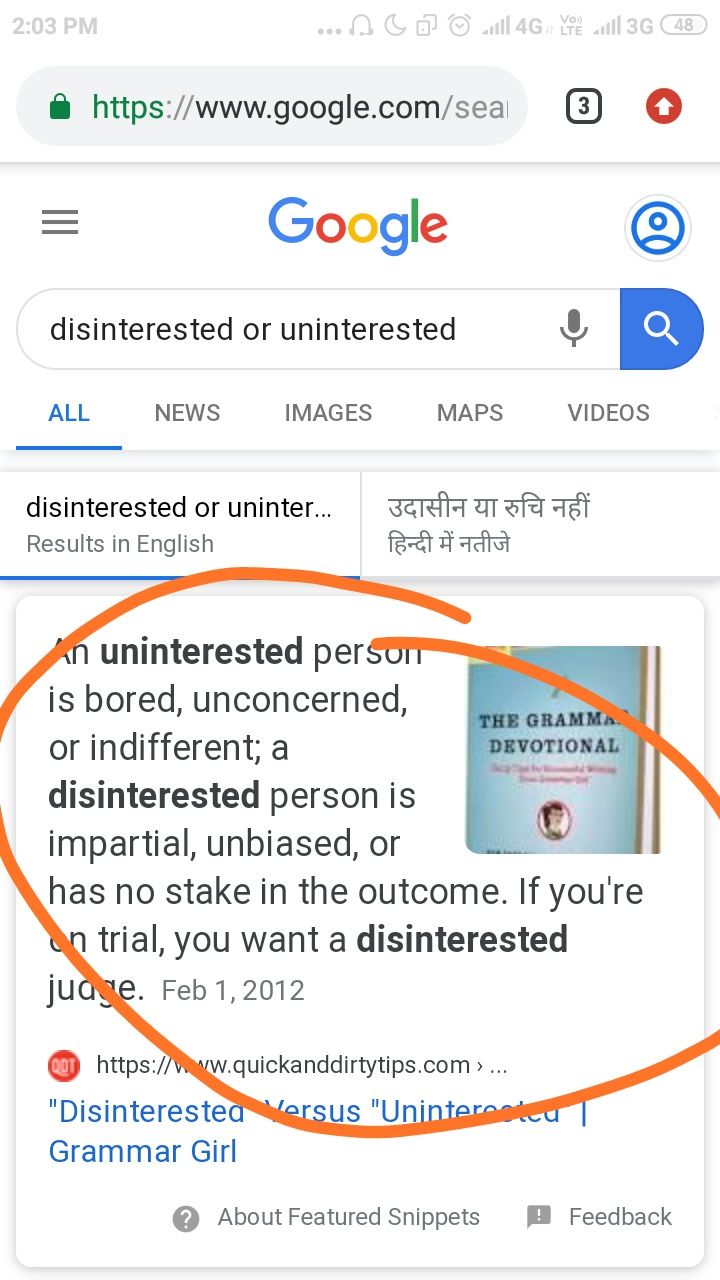 2:03 PM 4G VoI) LTE 3G 48
https://www.google.com/sear
3
Google
disinterested or uninterested
ALL NEWS IMAGES MAPS VIDEOS
disinterested or uninter...
Results in English
उदासीन या रुचि नहीं
हिन्दी में नतीजे
An uninterested person
is bored, unconcerned,
or indifferent; a
disinterested person is
impartial, unbiased, or
has no stake in the outcome. If you're
on trial, you want a disinterested
judge. Feb 1, 2012
THE GRAMMAR
DEVOTIONAL
QDT https://www.quickanddirtytips.com › ...
"Disinterested" Versus "Uninterested" |
Grammar Girl
About Featured Snippets Feedback